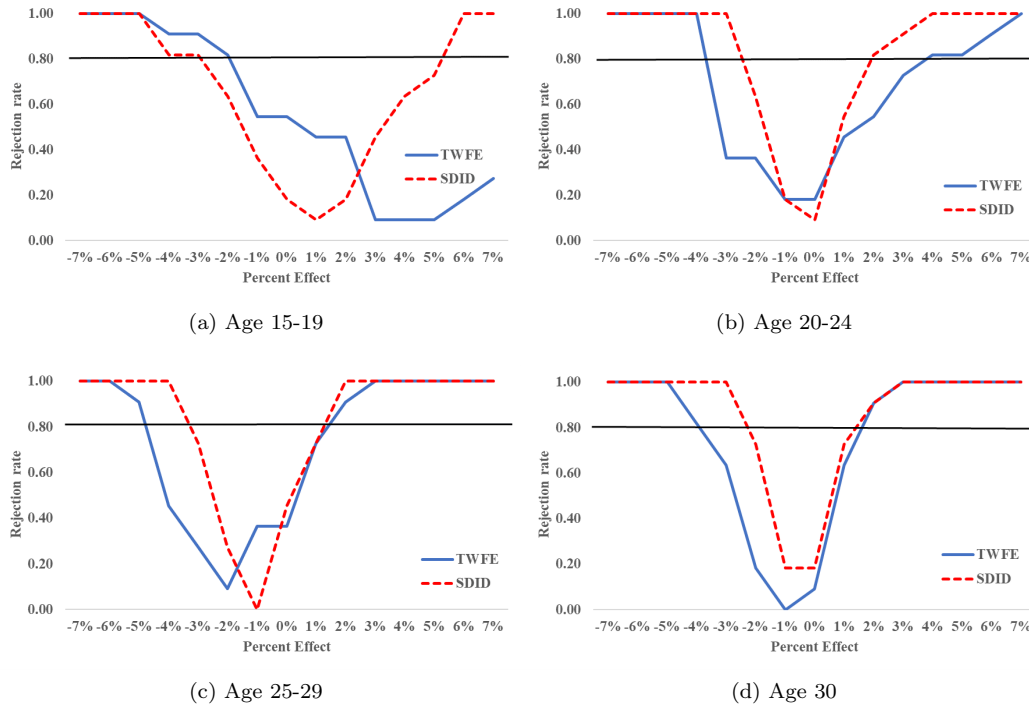 1.00
0.80
0.60
0.40
0.20
0.00
Rejection rate
TWFE
SDID
-7% -6% -5% -4% -3% -2% -1% 0% 1% 2% 3% 4% 5% 6% 7%
Percent Effect
(a) Age 15-19
1.00
0.80
0.60
0.40
0.20
0.00
Rejection rate
TWFE
SDID
-7% -6% -5% -4% -3% -2% -1% 0% 1% 2% 3% 4% 5% 6% 7%
Percent Effect
(b) Age 20-24
1.00
0.80
0.60
0.40
0.20
0.00
Rejection rate
TWFE
SDID
-7% -6% -5% -4% -3% -2% -1% 0% 1% 2% 3% 4% 5% 6% 7%
Percent Effect
(c) Age 25-29
1.00
0.80
0.60
0.40
0.20
0.00
Rejection rate
TWFE
SDID
-7% -6% -5% -4% -3% -2% -1% 0% 1% 2% 3% 4% 5% 6% 7%
Percent Effect
(d) Age 30